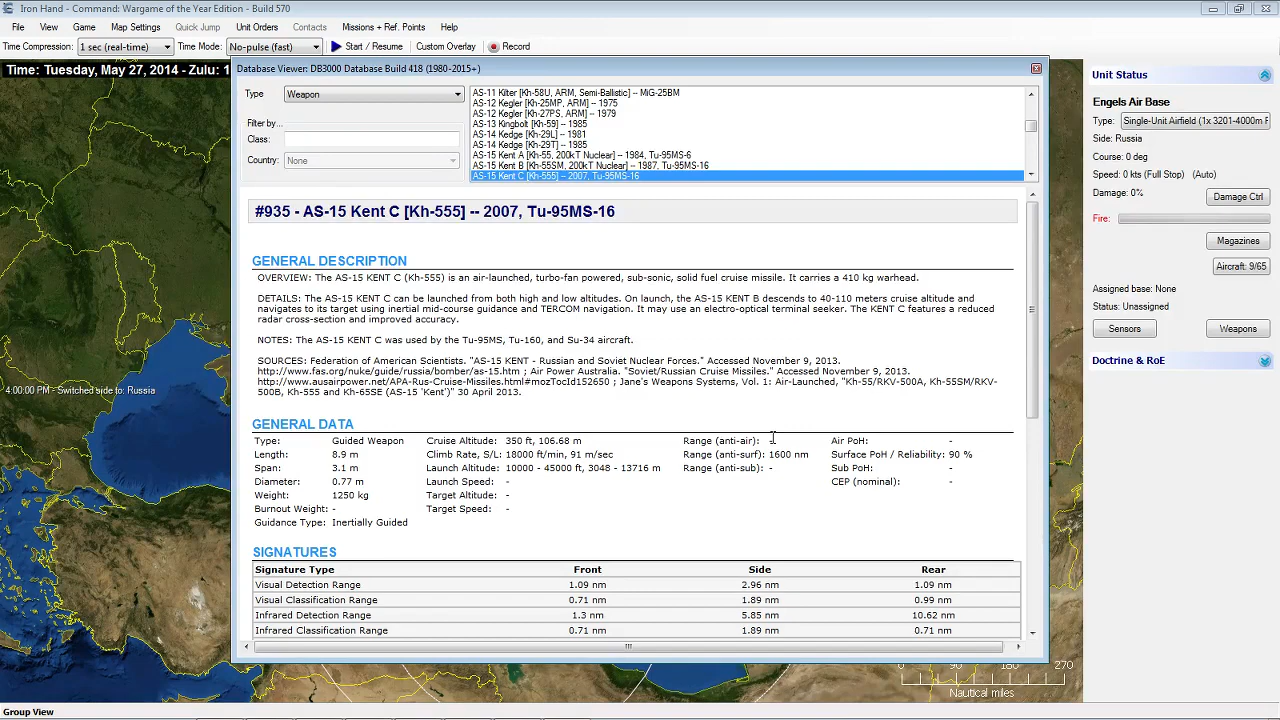 Iron Hand - Command: Wargame of the Year Edition - Build 570
File View Game Map Settings Quick Jump Unit Orders Contacts Missions + Ref. Points Help
Time Compression: 1 sec (real-time) Time Mode: No-pulse (fast) Start / Resume Custom Overlay Record
Time: Tuesday, May 27, 2014 - Zulu: 1
Database Viewer: DB3000 Database Build 418 (1980-2015+)
Type Weapon
Filter by...
Class:
Country: None
AS-11 Kilter [Kh-58U, ARM, Semi-Ballistic] -- MiG-25BM
AS-12 Kegler [Kh-25MP, ARM] -- 1975
AS-12 Kegler [Kh-27PS, ARM] -- 1979
AS-13 Kingbolt [Kh-59] -- 1985
AS-14 Kedge [Kh-29L] -- 1981
AS-14 Kedge [Kh-29T] -- 1985
AS-15 Kent A [Kh-55, 200kT Nuclear] -- 1984, Tu-95MS-6
AS-15 Kent B [Kh-55SM, 200kT Nuclear] -- 1987, Tu-95MS-16
AS-15 Kent C [Kh-555] -- 2007, Tu-95MS-16
#935 - AS-15 Kent C [Kh-555] -- 2007, Tu-95MS-16
GENERAL DESCRIPTION
OVERVIEW: The AS-15 KENT C (Kh-555) is an air-launched, turbo-fan powered, sub-sonic, solid fuel cruise missile. It carries a 410 kg warhead.
DETAILS: The AS-15 KENT C can be launched from both high and low altitudes. On launch, the AS-15 KENT B descends to 40-110 meters cruise altitude and
navigates to its target using inertial mid-course guidance and TERCOM navigation. It may use an electro-optical terminal seeker. The KENT C features a reduced
radar cross-section and improved accuracy.
NOTES: The AS-15 KENT C was used by the Tu-95MS, Tu-160, and Su-34 aircraft.
SOURCES: Federation of American Scientists. "AS-15 KENT - Russian and Soviet Nuclear Forces." Accessed November 9, 2013.
http://www.fas.org/nuke/guide/russia/bomber/as-15.htm ; Air Power Australia. "Soviet/Russian Cruise Missiles." Accessed November 9, 2013.
http://www.ausairpower.net/APA-Rus-Cruise-Missiles.html#mozTocId152650 ; Jane's Weapons Systems, Vol. 1: Air-Launched, "Kh-55/RKV-500A, Kh-55SM/RKV-
500B, Kh-555 and Kh-65SE (AS-15 'Kent')" 30 April 2013.
GENERAL DATA
Type: Guided Weapon Cruise Altitude: 350 ft, 106.68 m Range (anti-air): - Air PoH: -
Length: 8.9 m Climb Rate, S/L: 18000 ft/min, 91 m/sec Range (anti-surf): 1600 nm Surface PoH / Reliability: 90 %
Span: 3.1 m Launch Altitude: 10000 - 45000 ft, 3048 - 13716 m Range (anti-sub): - Sub PoH: -
Diameter: 0.77 m Launch Speed: - CEP (nominal): -
Weight: 1250 kg Target Altitude: -
Burnout Weight: - Target Speed: -
Guidance Type: Inertially Guided
SIGNATURES
Signature Type Front Side Rear
Visual Detection Range 1.09 nm 2.96 nm 1.09 nm
Visual Classification Range 0.71 nm 1.89 nm 0.99 nm
Infrared Detection Range 1.3 nm 5.85 nm 10.62 nm
Infrared Classification Range 0.71 nm 1.89 nm 0.71 nm
4:00:00 PM - Switched side to: Russia
Unit Status
Engels Air Base
Type: Single-Unit Airfield (1x 3201-4000m R
Side: Russia
Course: 0 deg
Speed: 0 kts (Full Stop) (Auto)
Damage: 0% Damage Ctrl
Fire:
Magazines
Aircraft: 9/65
Assigned base: None
Status: Unassigned
Sensors Weapons
Doctrine & RoE
0 90 180 270
Nautical miles
Group View